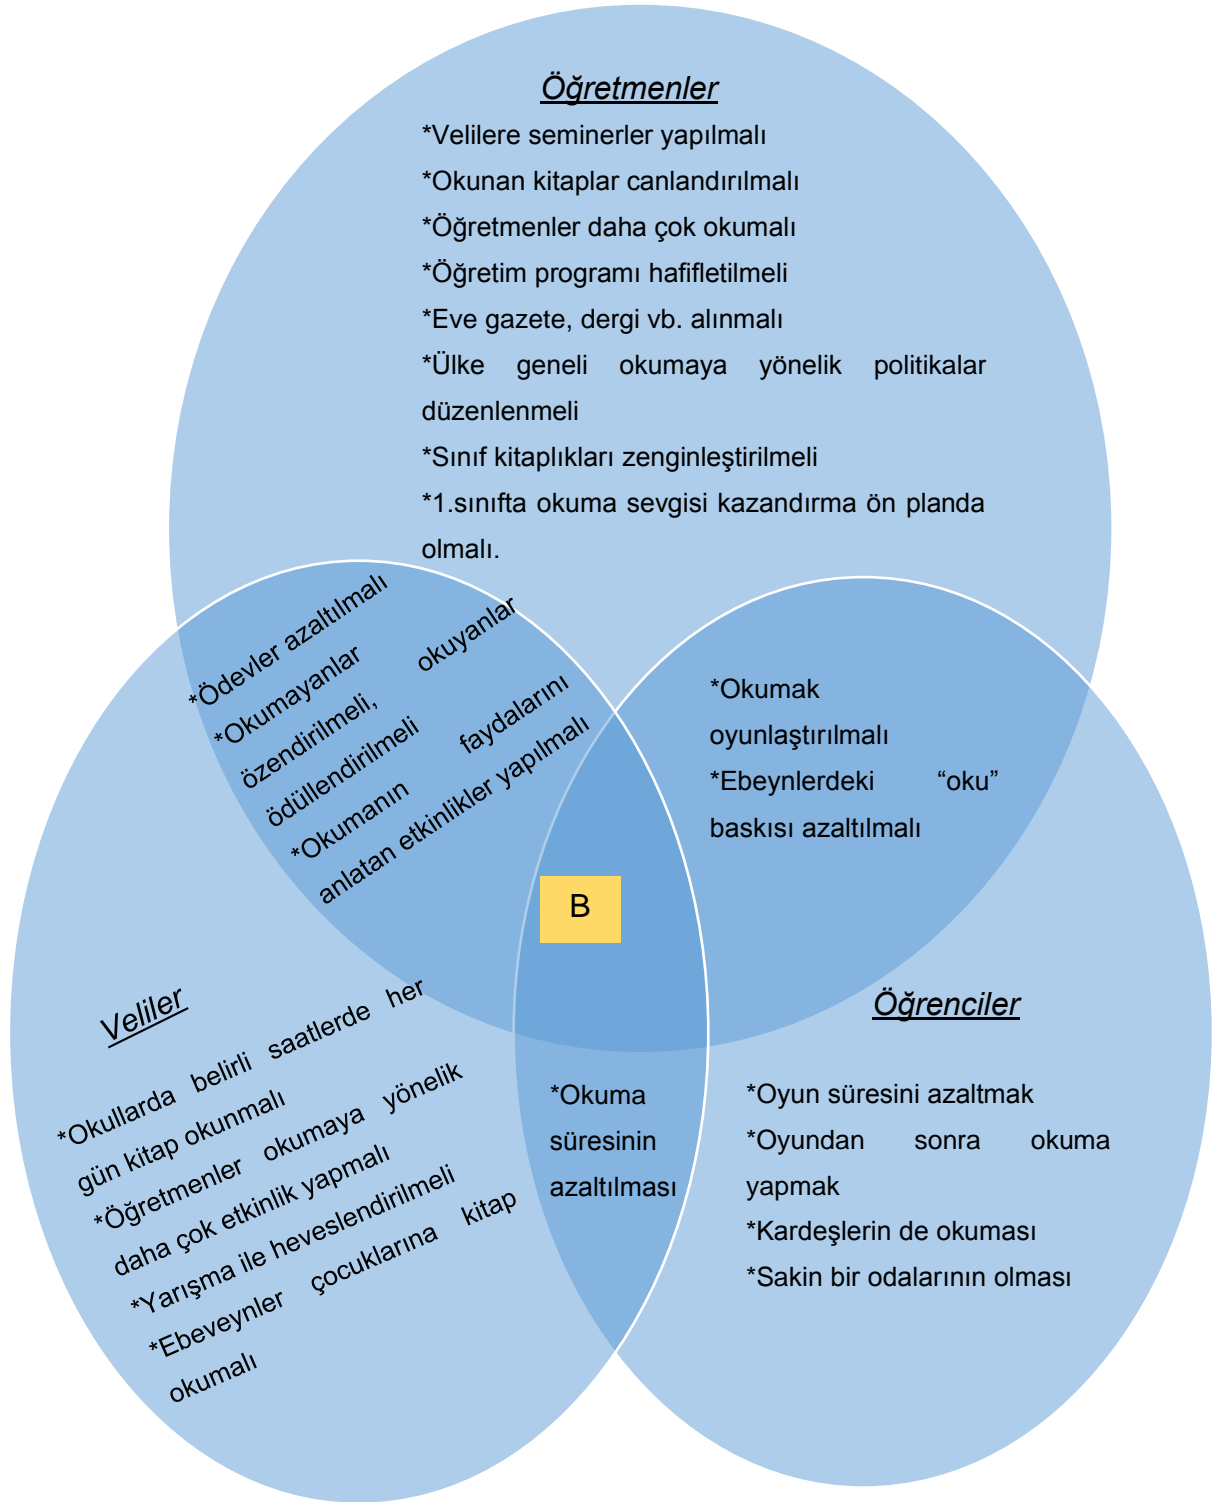 Öğretmenler
*Velilere seminerler yapılmalı
*Okunan kitaplar canlandırılmalı
*Öğretmenler daha çok okumalı
*Öğretim programı hafifletilmeli
*Eve gazete, dergi vb. alınmalı
*Ülke geneli okumaya yönelik politikalar
düzenlenmeli
*Sınıf kitaplıkları zenginleştirilmeli
*1.sınıfta okuma sevgisi kazandırma ön planda
olmalı.
*Ödevler azaltılmalı
*Okumayanlar
özendirilmeli, okuyanlar
ödüllendirilmeli
*Okumanın faydalarını
anlatan etkinlikler yapılmalı
*Okumak
oyunlaştırılmalı
*Ebeynlerdeki “oku”
baskısı azaltılmalı
B
Veliler
*Okullarda belirli saatlerde her
gün kitap okunmalı
*Öğretmenler okumaya yönelik
daha çok etkinlik yapmalı
*Yarışma ile heveslendirilmeli
*Ebeveynler çocuklarına kitap
okumalı
*Okuma
süresinin
azaltılması
Öğrenciler
*Oyun süresini azaltmak
*Oyundan sonra okuma
yapmak
*Kardeşlerin de okuması
*Sakin bir odalarının olması